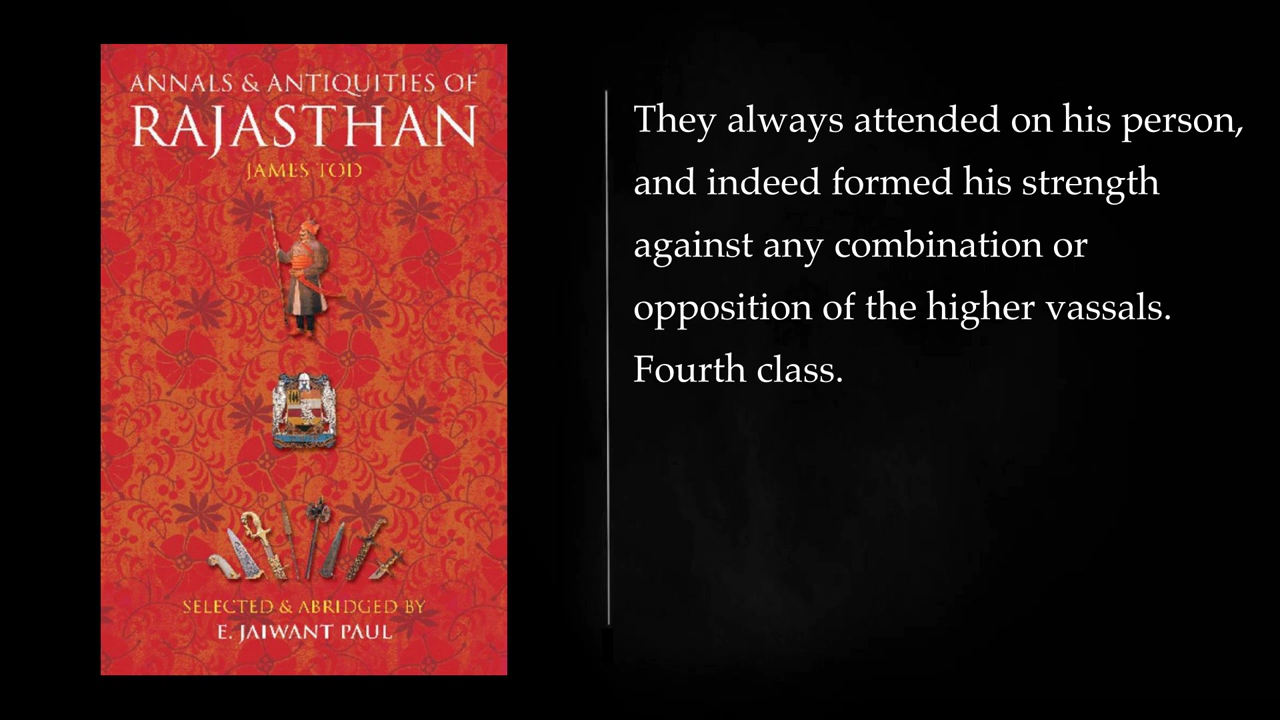 ANNALS & ANTIQUITIES OF
RAJASTHAN
JAMES TOD
SELECTED & ABRIDGED BY
E. JAIWANT PAUL
They always attended on his person,
and indeed formed his strength
against any combination or
opposition of the higher vassals.
Fourth class.